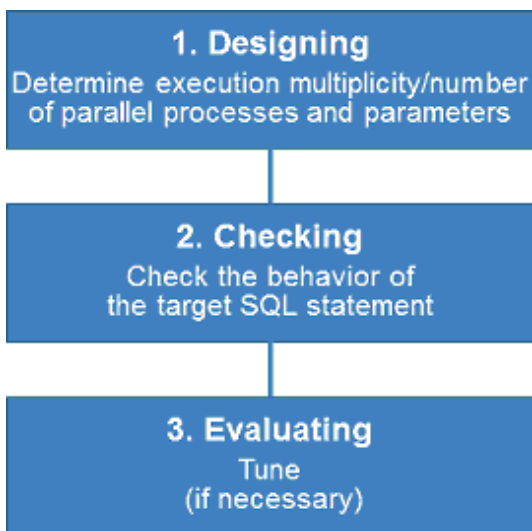 1. Designing
Determine execution multiplicity/number
of parallel processes and parameters
2. Checking
Check the behavior of
the target SQL statement
3. Evaluating
Tune
(if necessary)